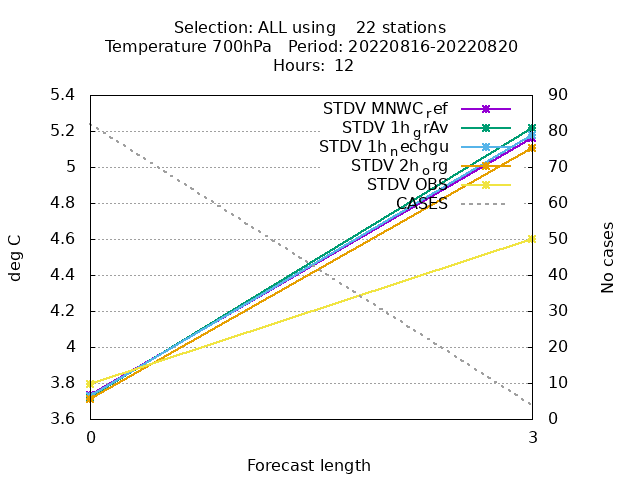 Selection: ALL using 22 stations
Temperature 700hPa Period: 20220816-20220820
Hours: 12
5.4
5.2
5
4.8
4.6
4.4
4.2
4
3.8
3.6
deg C
STDV MNWC_ref
STDV 1h_grAv
STDV 1h_nechgu
STDV 2h_org
STDV OBS
CASES
90
80
70
60
50
40
30
20
10
0
No cases
0
3
Forecast length